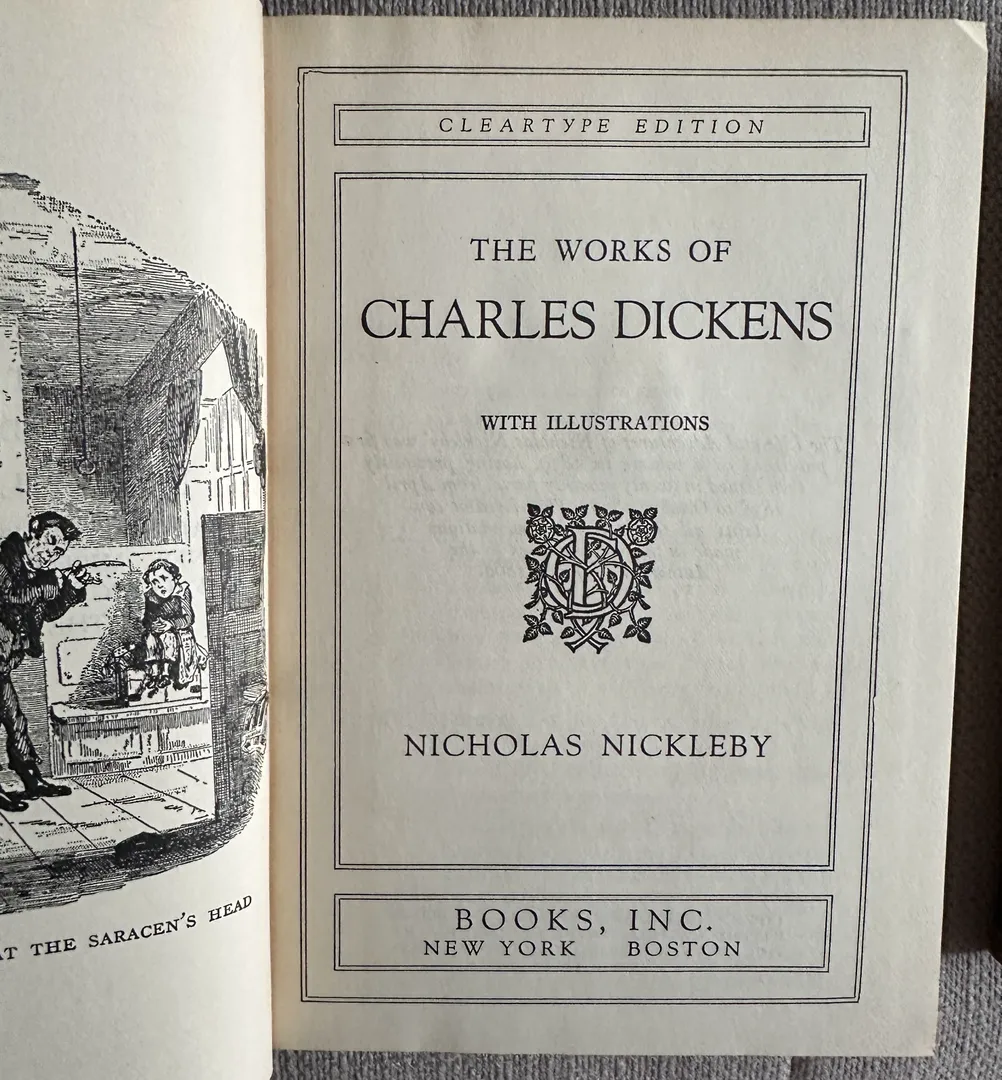 AT THE SARACEN'S HEAD
CLEARTYPE EDITION
THE WORKS OF
CHARLES DICKENS
WITH ILLUSTRATIONS
NICHOLAS NICKLEBY
BOOKS, INC.
NEW YORK BOSTON